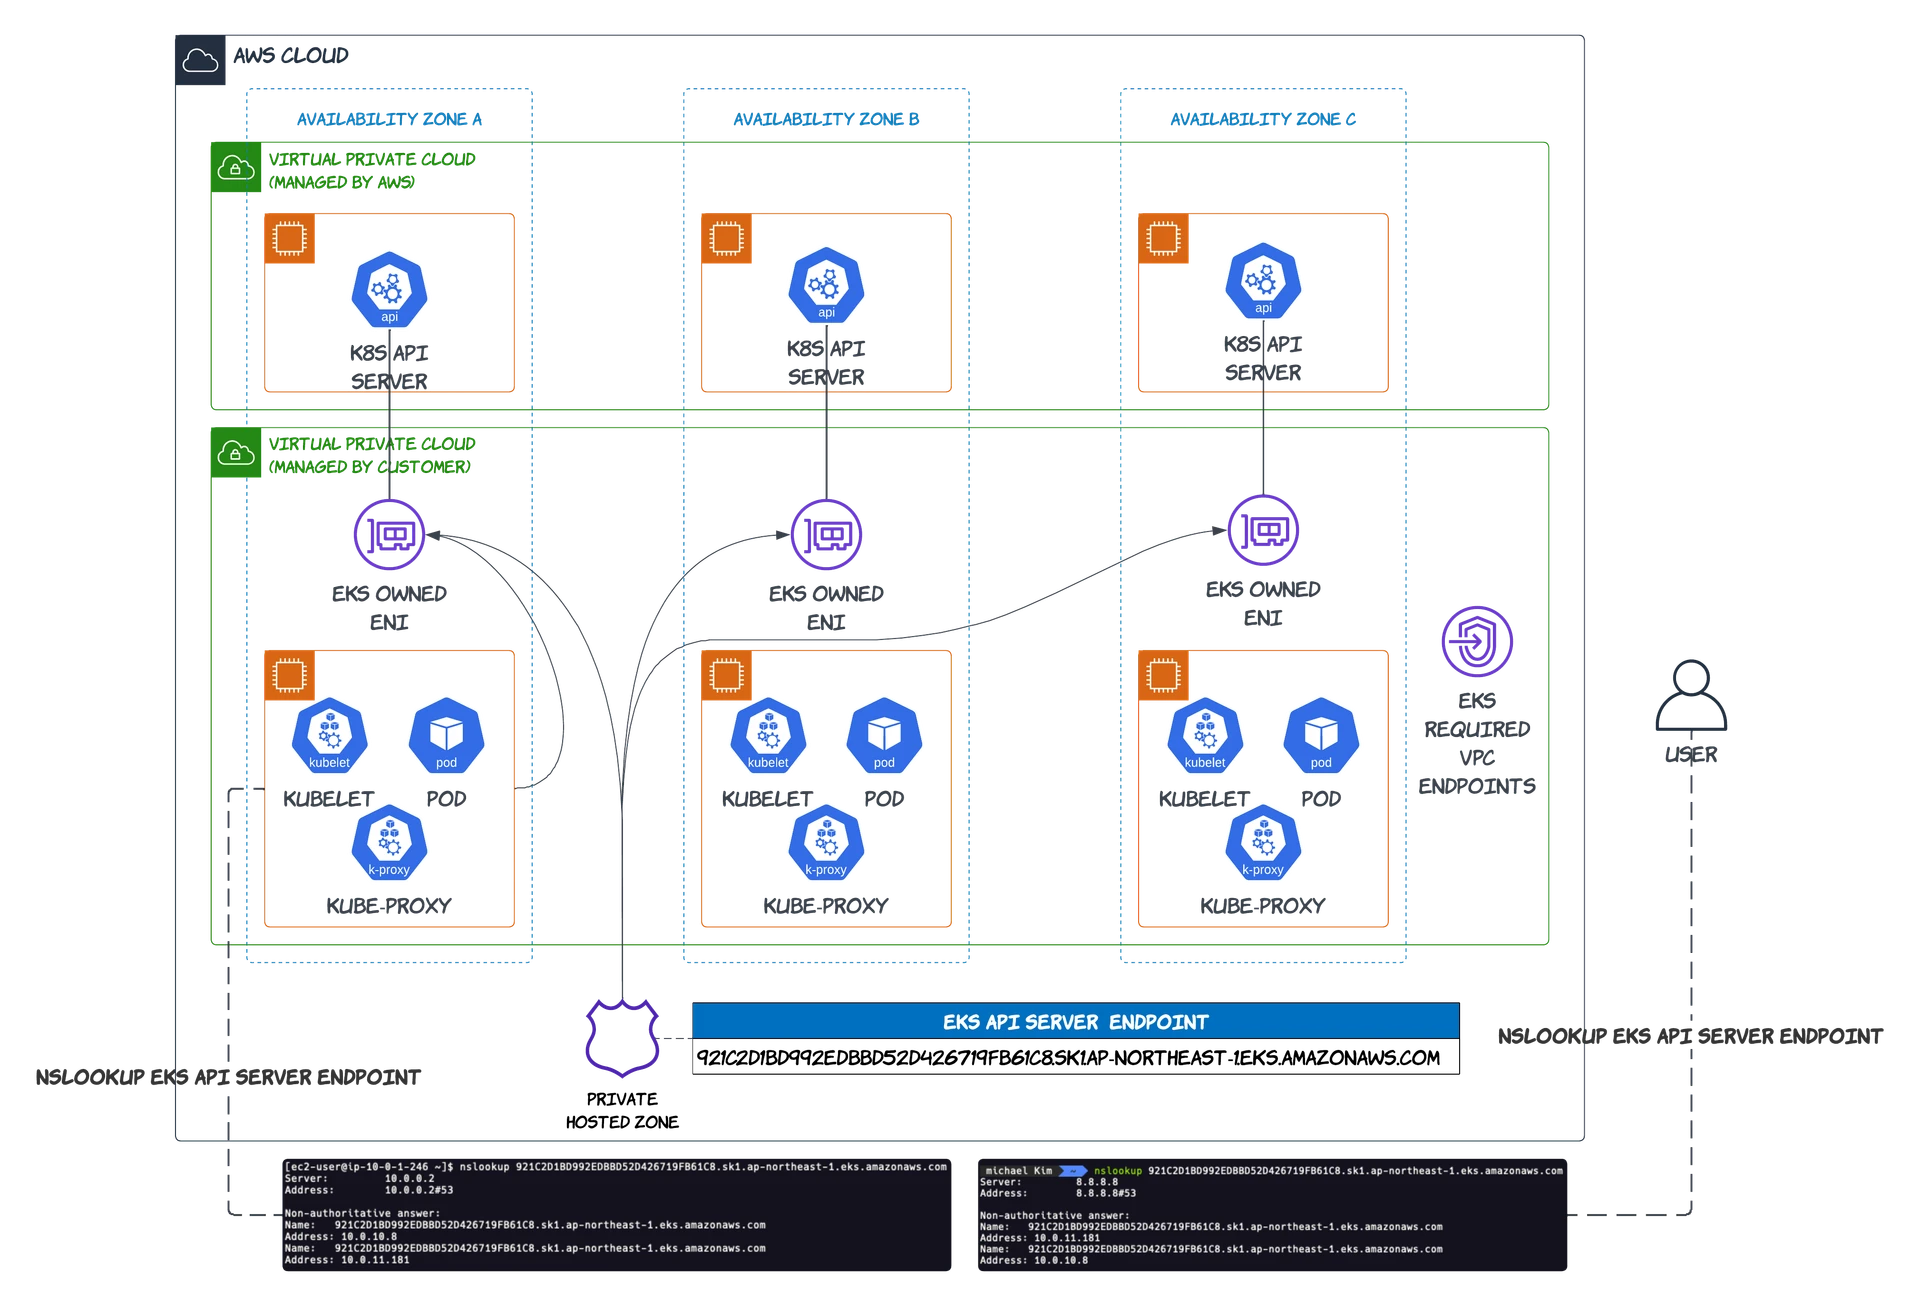 AWS CLOUD
AVAILABILITY ZONE A
AVAILABILITY ZONE B
AVAILABILITY ZONE C
VIRTUAL PRIVATE CLOUD
(MANAGED BY AWS)
api
K8S API
SERVER
api
K8S API
SERVER
api
K8S API
SERVER
VIRTUAL PRIVATE CLOUD
(MANAGED BY CUSTOMER)
EKS OWNED
ENI
EKS OWNED
ENI
EKS OWNED
ENI
kubelet
KUBELET
pod
POD
k-proxy
KUBE-PROXY
kubelet
KUBELET
pod
POD
k-proxy
KUBE-PROXY
kubelet
KUBELET
pod
POD
k-proxy
KUBE-PROXY
EKS
REQUIRED
VPC
ENDPOINTS
USER
EKS API SERVER ENDPOINT
921C2D1BD992EDBBD52D426719FB61C8.SK1.AP-NORTHEAST-1.EKS.AMAZONAWS.COM
PRIVATE
HOSTED ZONE
NSLOOKUP EKS API SERVER ENDPOINT
NSLOOKUP EKS API SERVER ENDPOINT
[ec2-user@ip-10-0-1-246 ~]$ nslookup 921C2D1BD992EDBBD52D426719FB61C8.sk1.ap-northeast-1.eks.amazonaws.com
Server: 10.0.0.2
Address: 10.0.0.2#53
Non-authoritative answer:
Name: 921C2D1BD992EDBBD52D426719FB61C8.sk1.ap-northeast-1.eks.amazonaws.com
Address: 10.0.10.8
Name: 921C2D1BD992EDBBD52D426719FB61C8.sk1.ap-northeast-1.eks.amazonaws.com
Address: 10.0.11.181
michael Kim ~ nslookup 921C2D1BD992EDBBD52D426719FB61C8.sk1.ap-northeast-1.eks.amazonaws.com
Server: 8.8.8.8
Address: 8.8.8.8#53
Non-authoritative answer:
Name: 921C2D1BD992EDBBD52D426719FB61C8.sk1.ap-northeast-1.eks.amazonaws.com
Address: 10.0.11.181
Name: 921C2D1BD992EDBBD52D426719FB61C8.sk1.ap-northeast-1.eks.amazonaws.com
Address: 10.0.10.8